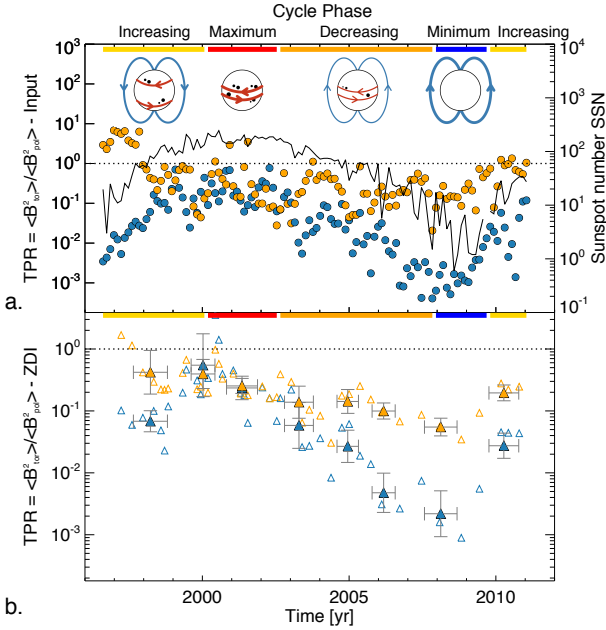 Cycle Phase
Increasing Maximum Decreasing Minimum Increasing
10³
10²
10¹
10⁰
10⁻¹
10⁻²
10⁻³
TPR = <B²tor>/<B²pol> - Input
10⁴
10³
10²
10¹
10⁰
10⁻¹
Sunspot number SSN
a.
10⁰
10⁻¹
10⁻²
10⁻³
TPR = <B²tor>/<B²pol> - ZDI
b.
2000 2005 2010
Time [yr]